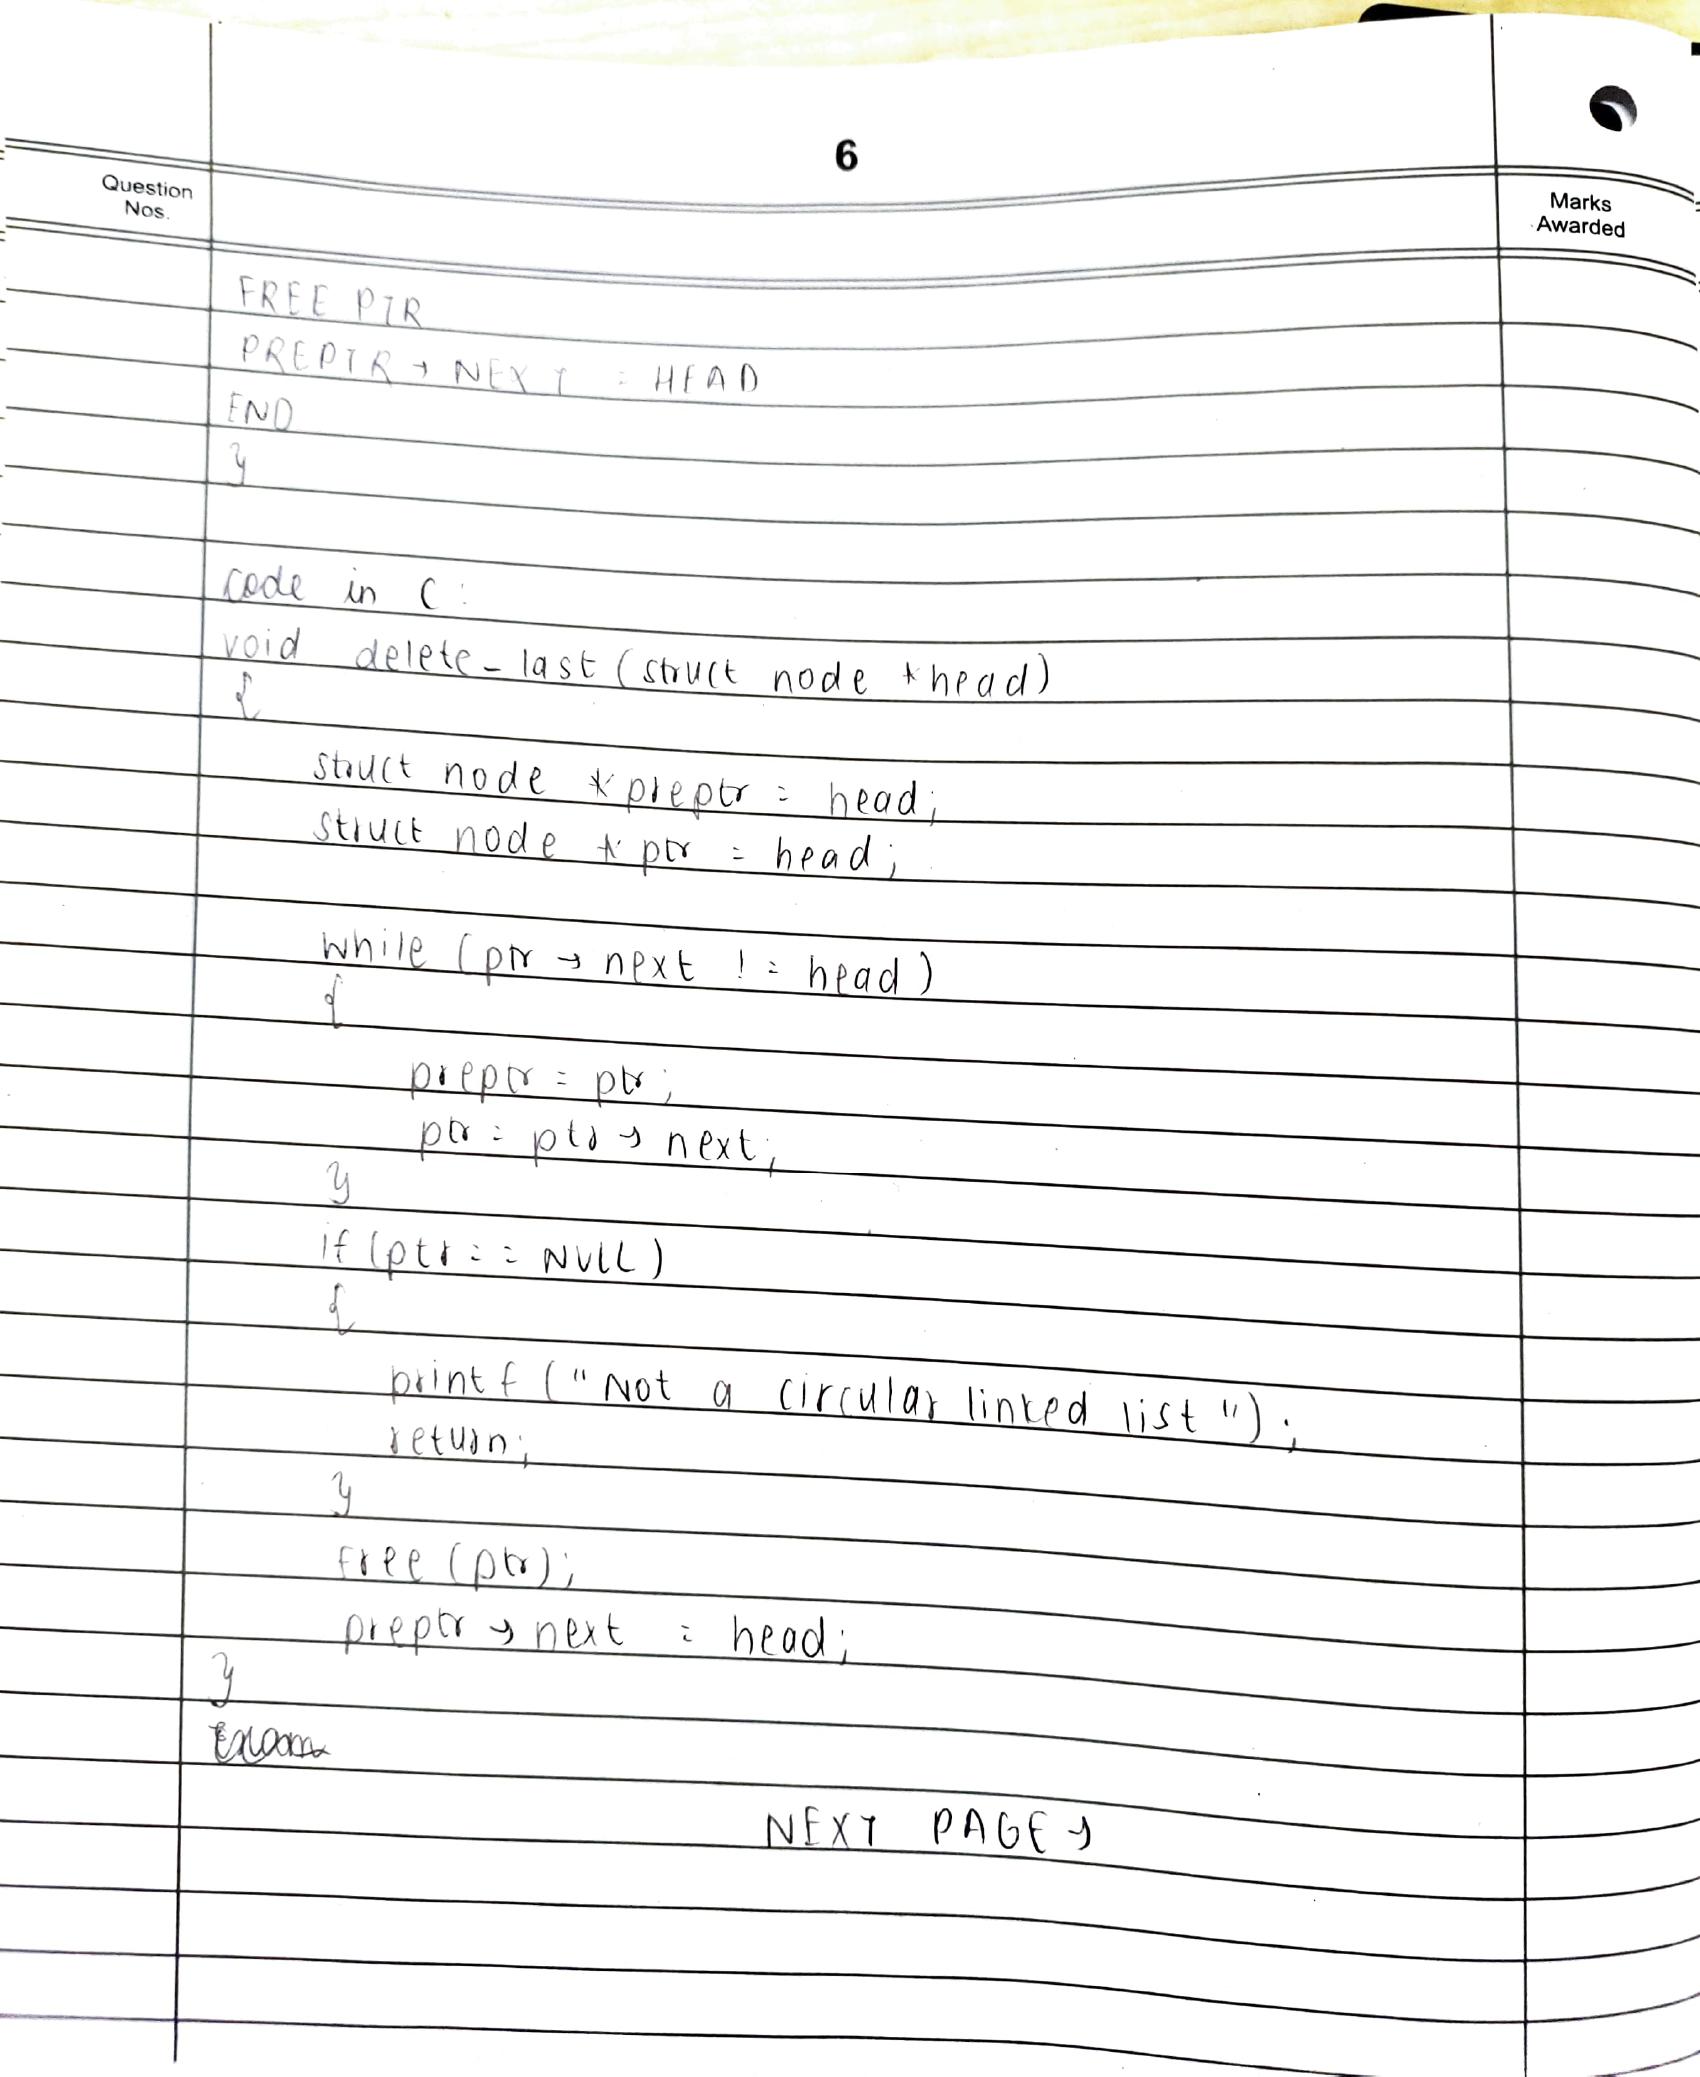 6
Question
Nos.
Marks
Awarded
FREE PTR
PREPTR → NEXT = HEAD
END
}
code in C:
void delete_last (struct node *head)
{
struct node *preptr = head;
struct node *ptr = head;
while (ptr → next != head)
{
preptr = ptr;
ptr = ptr → next;
}
if (ptr == NULL)
{
printf ("Not a circular linked list");
return;
}
free (ptr);
preptr → next = head;
}
NEXT PAGE →